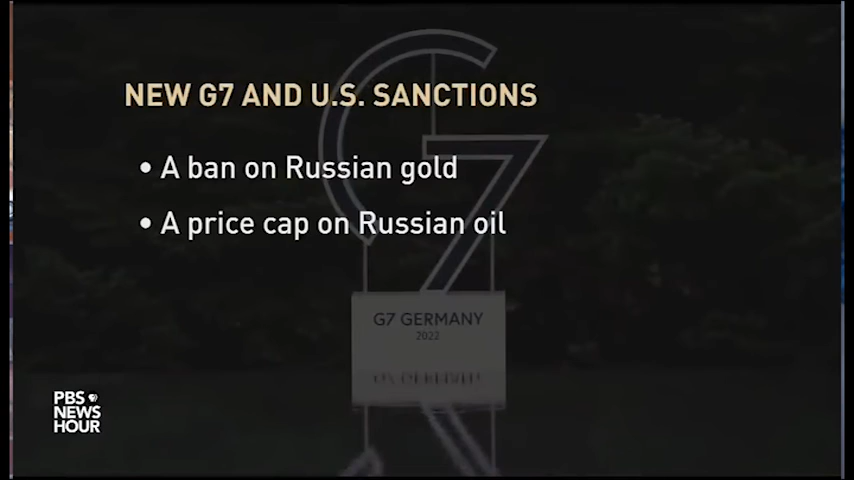 NEW G7 AND U.S. SANCTIONS
• A ban on Russian gold
• A price cap on Russian oil
G7
G7 GERMANY
2022
PBS
NEWS
HOUR